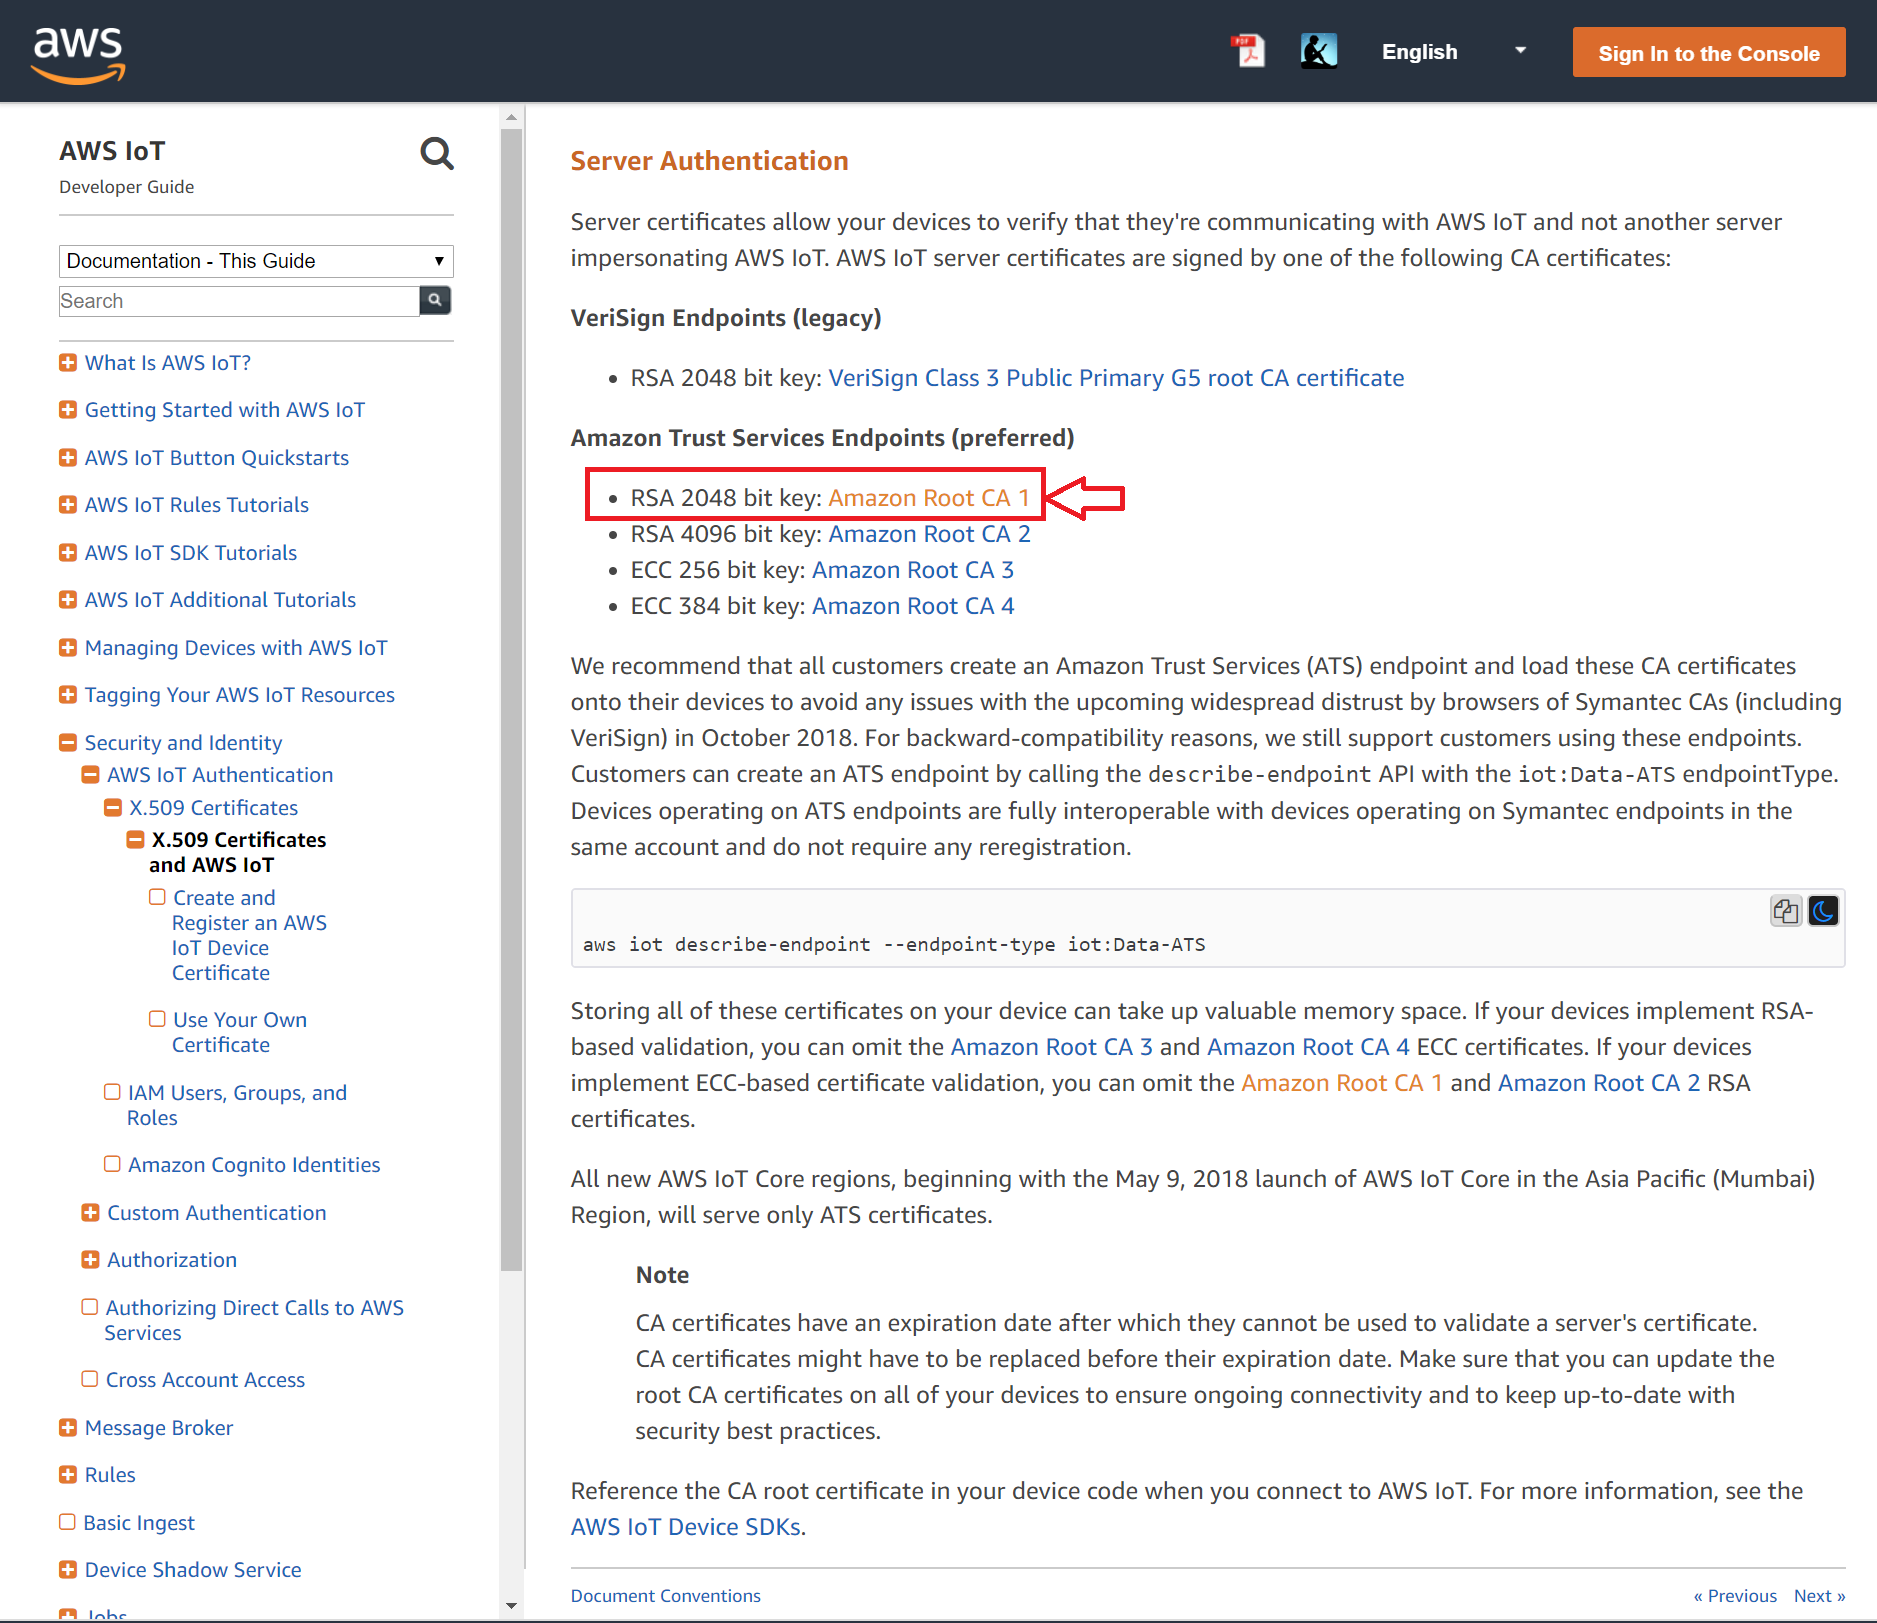 aws
PDF
English
Sign In to the Console
AWS IoT
Developer Guide
Documentation - This Guide
Search
What Is AWS IoT?
Getting Started with AWS IoT
AWS IoT Button Quickstarts
AWS IoT Rules Tutorials
AWS IoT SDK Tutorials
AWS IoT Additional Tutorials
Managing Devices with AWS IoT
Tagging Your AWS IoT Resources
Security and Identity
AWS IoT Authentication
X.509 Certificates
X.509 Certificates
and AWS IoT
Create and
Register an AWS
IoT Device
Certificate
Use Your Own
Certificate
IAM Users, Groups, and
Roles
Amazon Cognito Identities
Custom Authentication
Authorization
Authorizing Direct Calls to AWS
Services
Cross Account Access
Message Broker
Rules
Basic Ingest
Device Shadow Service
Jobs
Server Authentication
Server certificates allow your devices to verify that they're communicating with AWS IoT and not another server
impersonating AWS IoT. AWS IoT server certificates are signed by one of the following CA certificates:
VeriSign Endpoints (legacy)
• RSA 2048 bit key: VeriSign Class 3 Public Primary G5 root CA certificate
Amazon Trust Services Endpoints (preferred)
• RSA 2048 bit key: Amazon Root CA 1
• RSA 4096 bit key: Amazon Root CA 2
• ECC 256 bit key: Amazon Root CA 3
• ECC 384 bit key: Amazon Root CA 4
We recommend that all customers create an Amazon Trust Services (ATS) endpoint and load these CA certificates
onto their devices to avoid any issues with the upcoming widespread distrust by browsers of Symantec CAs (including
VeriSign) in October 2018. For backward-compatibility reasons, we still support customers using these endpoints.
Customers can create an ATS endpoint by calling the describe-endpoint API with the iot:Data-ATS endpointType.
Devices operating on ATS endpoints are fully interoperable with devices operating on Symantec endpoints in the
same account and do not require any reregistration.
aws iot describe-endpoint --endpoint-type iot:Data-ATS
Storing all of these certificates on your device can take up valuable memory space. If your devices implement RSA-
based validation, you can omit the Amazon Root CA 3 and Amazon Root CA 4 ECC certificates. If your devices
implement ECC-based certificate validation, you can omit the Amazon Root CA 1 and Amazon Root CA 2 RSA
certificates.
All new AWS IoT Core regions, beginning with the May 9, 2018 launch of AWS IoT Core in the Asia Pacific (Mumbai)
Region, will serve only ATS certificates.
Note
CA certificates have an expiration date after which they cannot be used to validate a server's certificate.
CA certificates might have to be replaced before their expiration date. Make sure that you can update the
root CA certificates on all of your devices to ensure ongoing connectivity and to keep up-to-date with
security best practices.
Reference the CA root certificate in your device code when you connect to AWS IoT. For more information, see the
AWS IoT Device SDKs.
Document Conventions
« Previous Next »